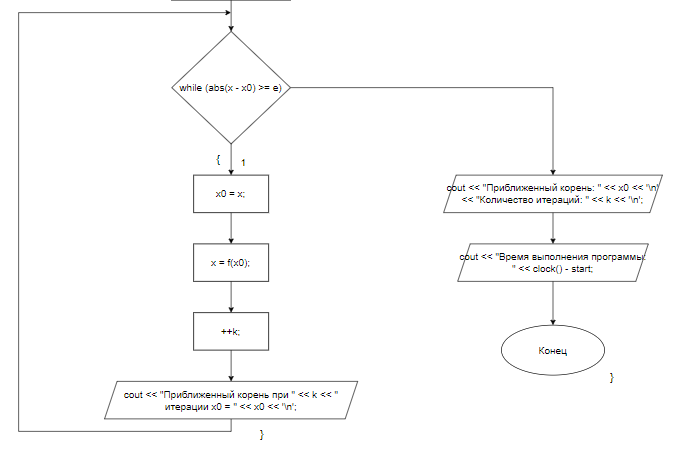 while (abs(x - x0) >= e)
{
1
x0 = x;
x = f(x0);
++k;
cout << "Приближенный корень при " << k << "
итерации x0 = " << x0 << '\n';
}
cout << "Приближенный корень: " << x0 << '\n'
<< "Количество итераций: " << k << '\n';
cout << "Время выполнения программы:
" << clock() - start;
Конец
}